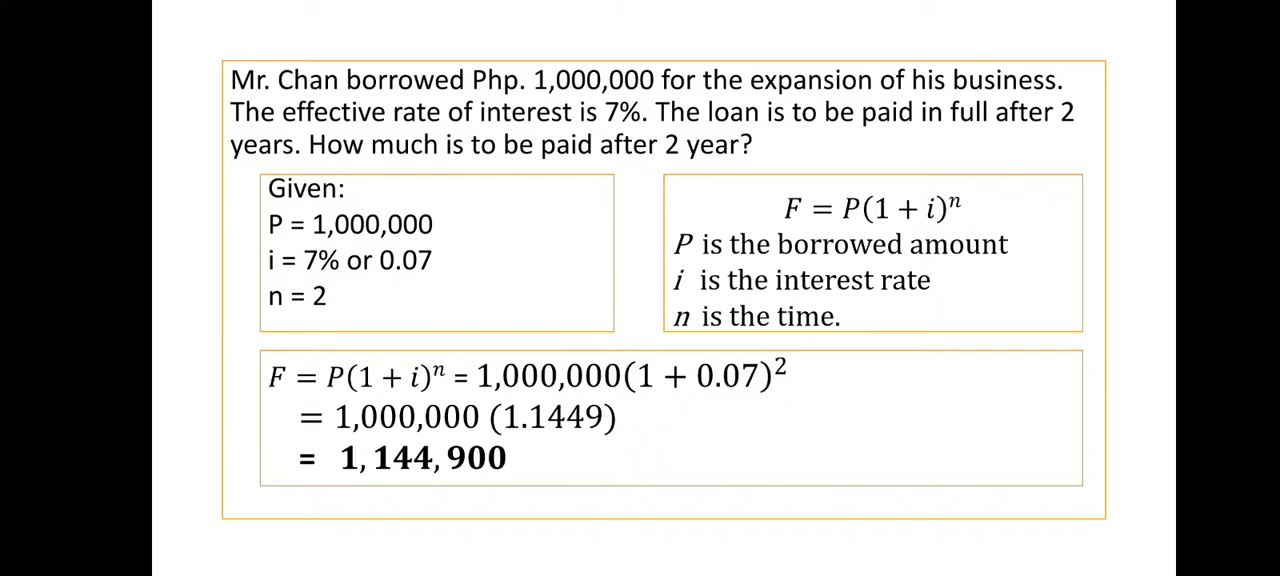 Mr. Chan borrowed Php. 1,000,000 for the expansion of his business.
The effective rate of interest is 7%. The loan is to be paid in full after 2
years. How much is to be paid after 2 year?
Given:
P = 1,000,000
i = 7% or 0.07
n = 2
F = P(1 + i)ⁿ
P is the borrowed amount
i is the interest rate
n is the time.
F = P(1 + i)ⁿ = 1,000,000(1 + 0.07)²
= 1,000,000 (1.1449)
= 1,144,900